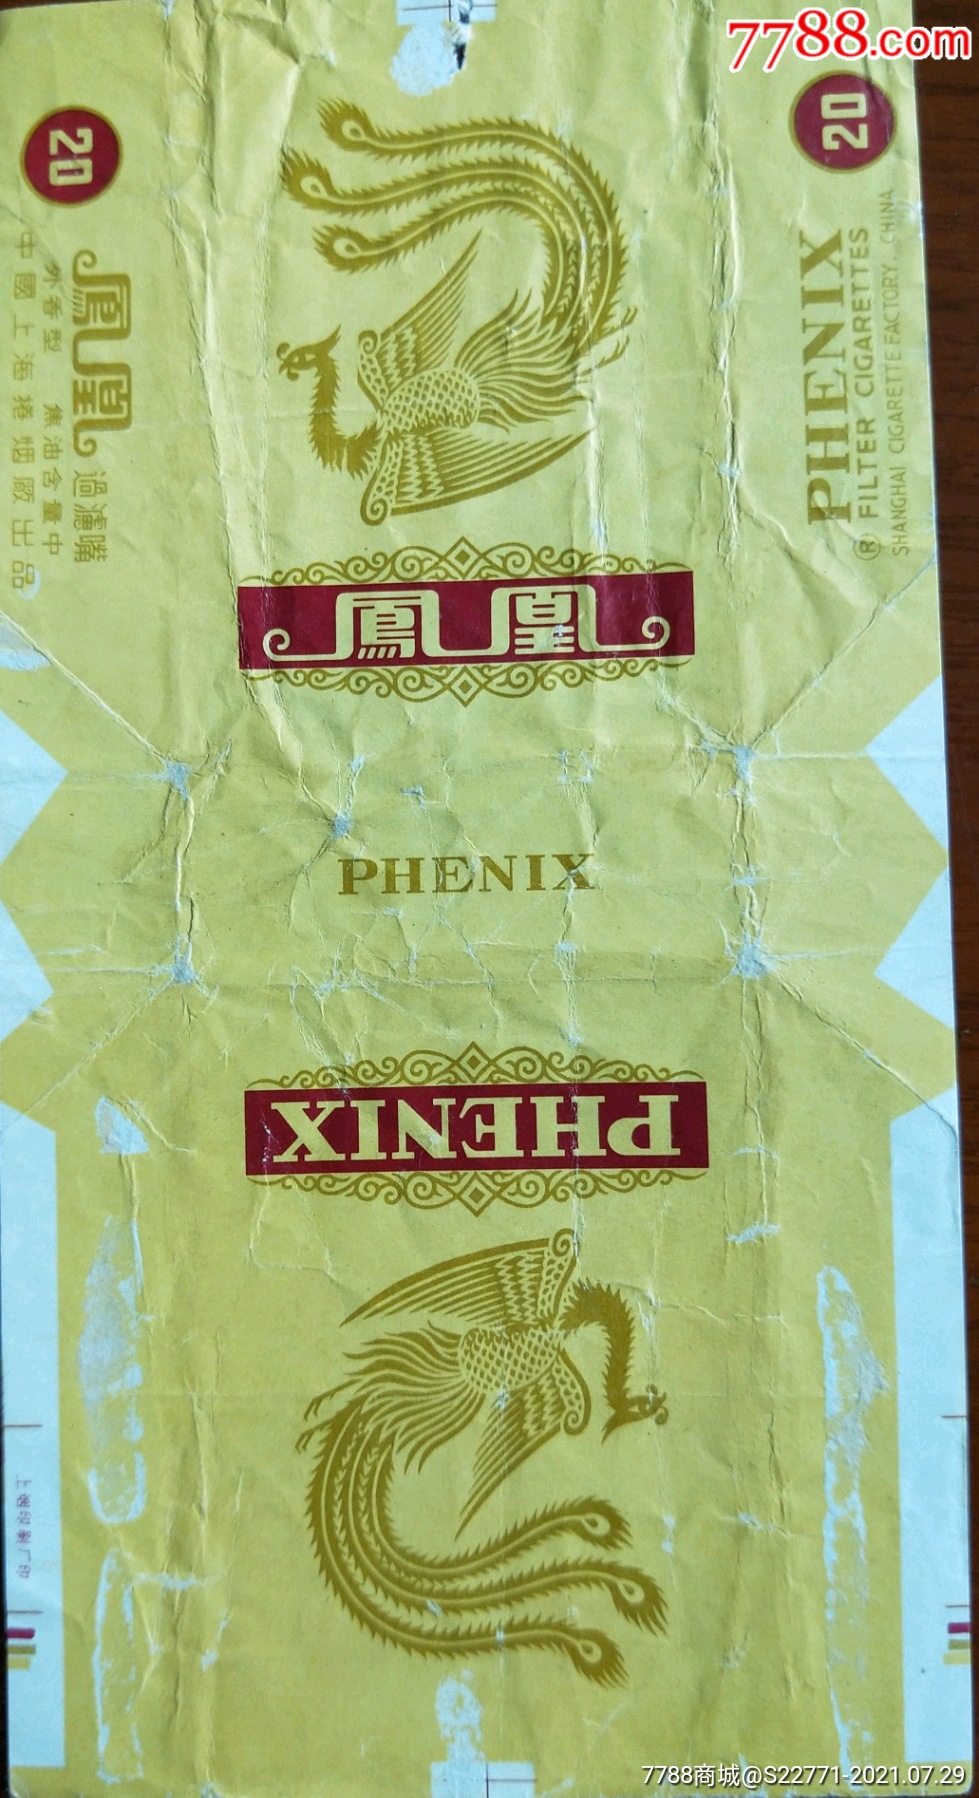 7788.com
20
鳳凰 過濾嘴
外香型 焦油含量中
中國上海捲烟厰出品
20
PHENIX
® FILTER CIGARETTES
SHANGHAI CIGARETTE FACTORY, CHINA
鳳凰
PHENIX
PHENIX
上海印刷厂印
7788商城@S22771-2021.07.29